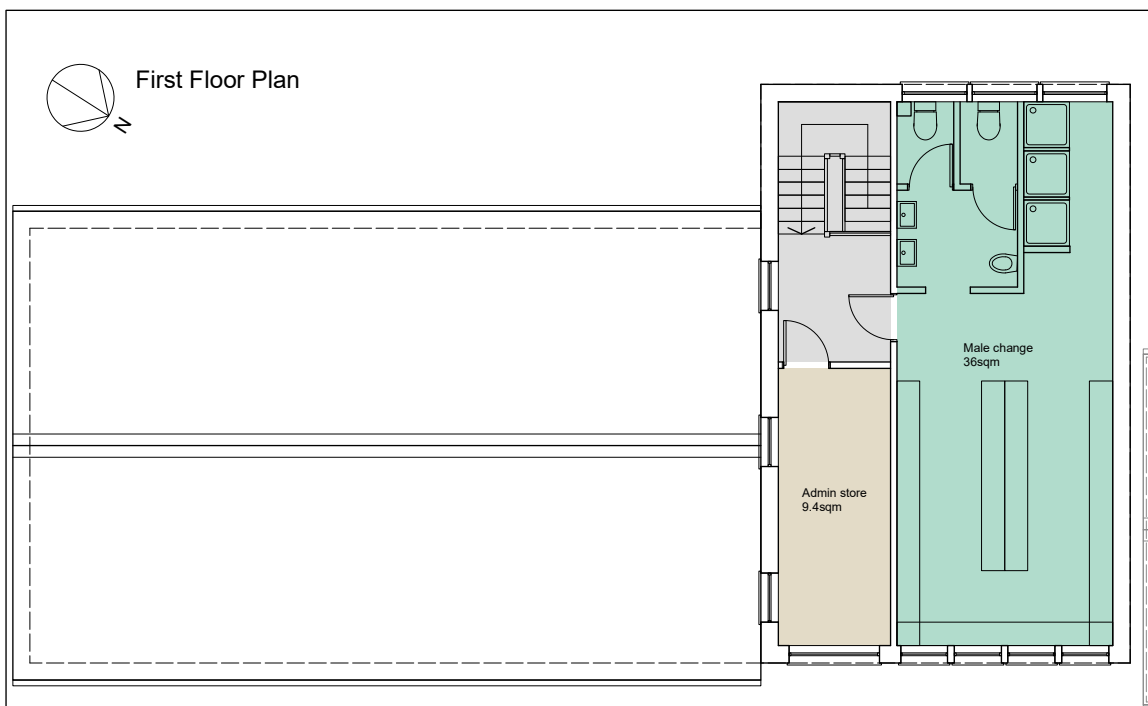 First Floor Plan
N
Male change
36sqm
Admin store
9.4sqm